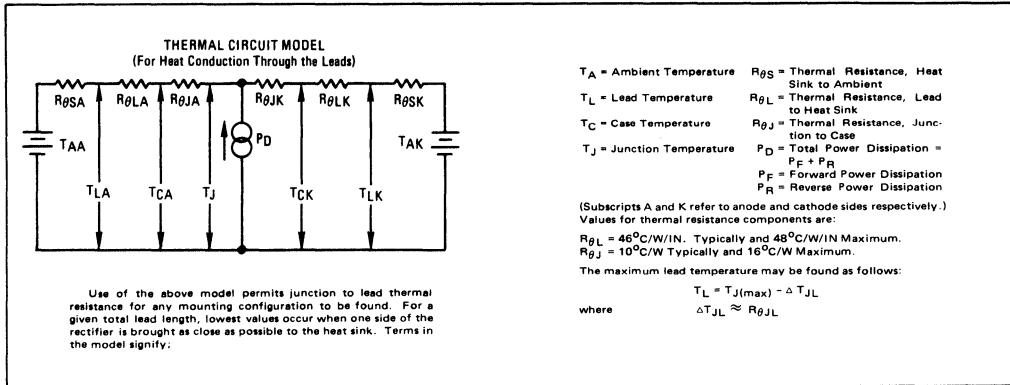 THERMAL CIRCUIT MODEL
(For Heat Conduction Through the Leads)
RθSA RθLA RθJA RθJK RθLK RθSK
TAA PD TAK
TLA TCA TJ TCK TLK
Use of the above model permits junction to lead thermal
resistance for any mounting configuration to be found. For a
given total lead length, lowest values occur when one side of the
rectifier is brought as close as possible to the heat sink. Terms in
the model signify:
TA = Ambient Temperature RθS = Thermal Resistance, Heat
Sink to Ambient
TL = Lead Temperature RθL = Thermal Resistance, Lead
to Heat Sink
TC = Case Temperature RθJ = Thermal Resistance, Junc-
tion to Case
TJ = Junction Temperature PD = Total Power Dissipation =
PF + PR
PF = Forward Power Dissipation
PR = Reverse Power Dissipation
(Subscripts A and K refer to anode and cathode sides respectively.)
Values for thermal resistance components are:
RθL = 46°C/W/IN. Typically and 48°C/W/IN Maximum.
RθJ = 10°C/W Typically and 16°C/W Maximum.
The maximum lead temperature may be found as follows:
TL = TJ(max) - Δ TJL
where ΔTJL ≈ RθJL